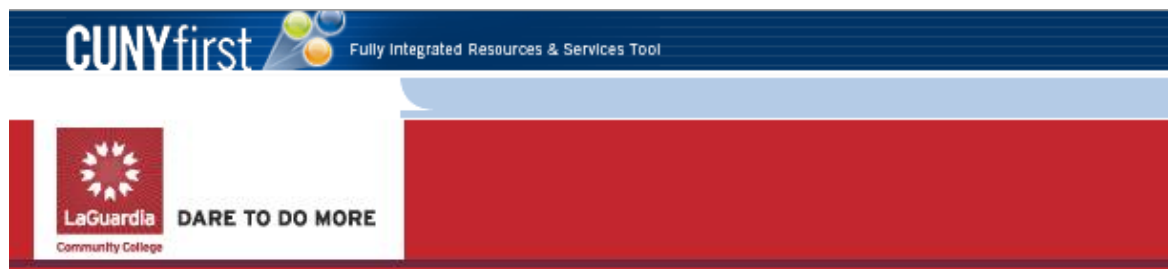 CUNYfirst Fully Integrated Resources & Services Tool
LaGuardia DARE TO DO MORE
Community College